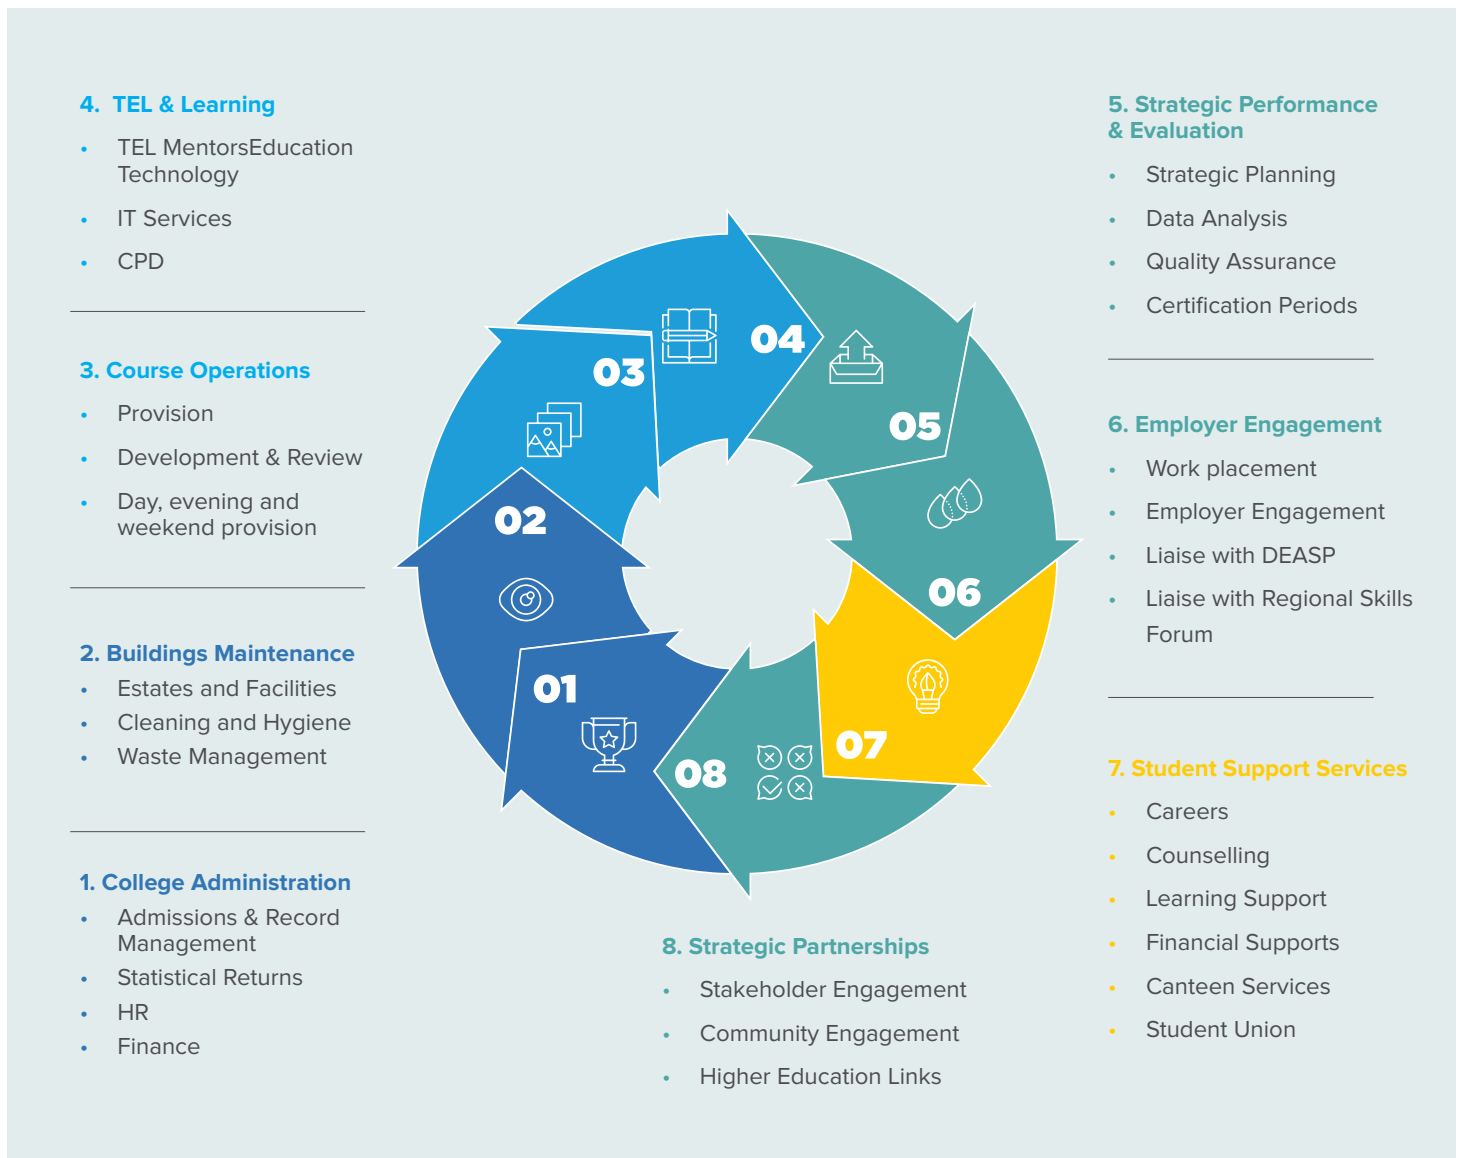 4. TEL & Learning
• TEL MentorsEducation
Technology
• IT Services
• CPD
3. Course Operations
• Provision
• Development & Review
• Day, evening and
weekend provision
2. Buildings Maintenance
• Estates and Facilities
• Cleaning and Hygiene
• Waste Management
1. College Administration
• Admissions & Record
Management
• Statistical Returns
• HR
• Finance
04
03
05
02
06
01
07
08
8. Strategic Partnerships
• Stakeholder Engagement
• Community Engagement
• Higher Education Links
5. Strategic Performance
& Evaluation
• Strategic Planning
• Data Analysis
• Quality Assurance
• Certification Periods
6. Employer Engagement
• Work placement
• Employer Engagement
• Liaise with DEASP
• Liaise with Regional Skills
Forum
7. Student Support Services
• Careers
• Counselling
• Learning Support
• Financial Supports
• Canteen Services
• Student Union